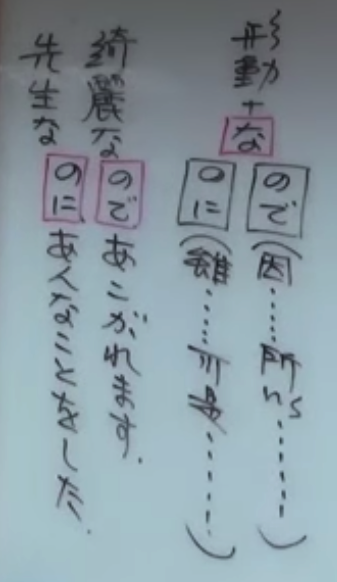 形動+な
ので(因……所以………)
のに(雖……可是………)
綺麗なのであこがれます.
先生なのにあんなことをした.